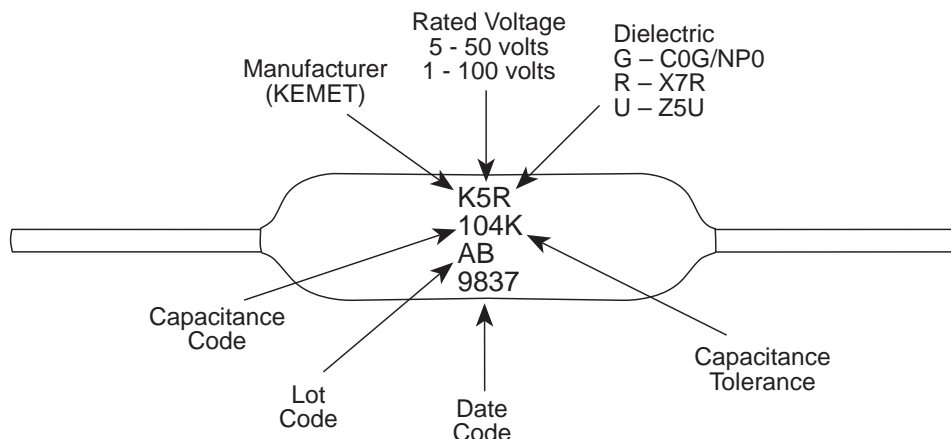 Rated Voltage
5 - 50 volts
1 - 100 volts
Dielectric
G – C0G/NP0
R – X7R
U – Z5U
Manufacturer
(KEMET)
K5R
104K
AB
9837
Capacitance
Code
Lot
Code
Date
Code
Capacitance
Tolerance